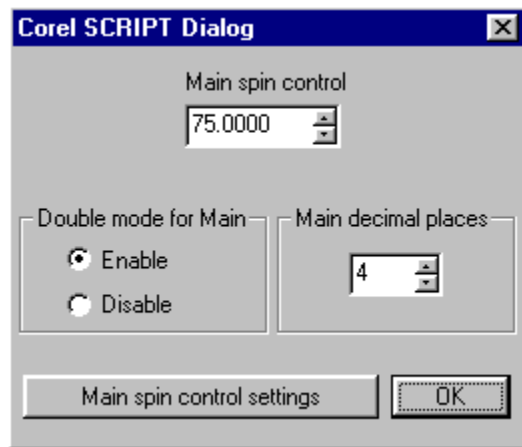 Corel SCRIPT Dialog
Main spin control
75.0000
Double mode for Main
Enable
Disable
Main decimal places
4
Main spin control settings
OK